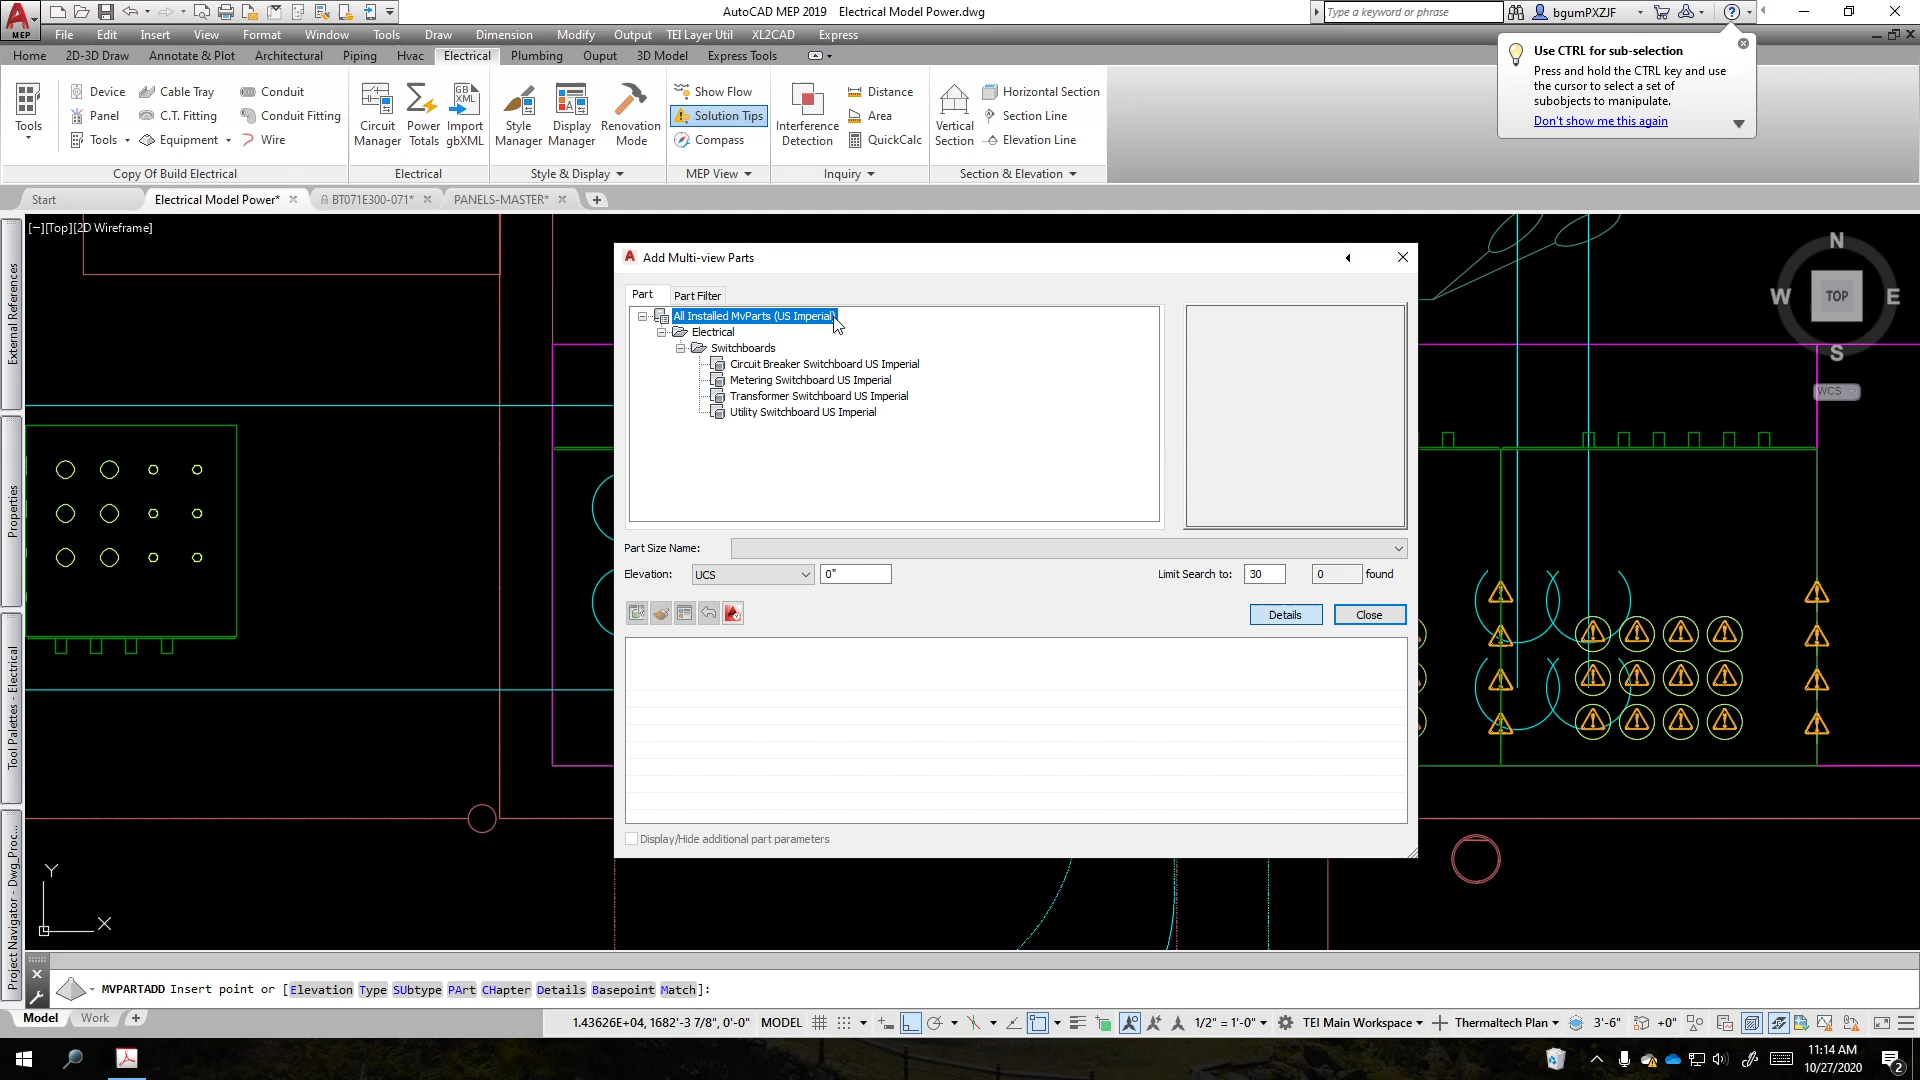 AutoCAD MEP 2019 Electrical Model Power.dwg
Type a keyword or phrase
bgumPXZJF
MEP
File Edit Insert View Format Window Tools Draw Dimension Modify Output TEI Layer Util XL2CAD Express
Home 2D-3D Draw Annotate & Plot Architectural Piping Hvac Electrical Plumbing Ouput 3D Model Express Tools
Use CTRL for sub-selection
Press and hold the CTRL key and use
the cursor to select a set of
subobjects to manipulate.
Don't show me this again
Tools
Device
Panel
Tools
Cable Tray
C.T. Fitting
Equipment
Conduit
Conduit Fitting
Wire
Copy Of Build Electrical
Circuit
Manager
Power
Totals
GB
XML
Import
gbXML
Electrical
Style
Manager
Display
Manager
Renovation
Mode
Style & Display
Show Flow
Solution Tips
Compass
MEP View
Interference
Detection
Distance
Area
QuickCalc
Inquiry
Vertical
Section
Horizontal Section
Section Line
Elevation Line
Section & Elevation
Start
Electrical Model Power*
BT071E300-071*
PANELS-MASTER*
[−][Top][2D Wireframe]
External References
Properties
Tool Palettes - Electrical
Project Navigator - Dwg_Proc...
N
W
TOP
E
S
WCS
Add Multi-view Parts
Part
Part Filter
All Installed MvParts (US Imperial)
Electrical
Switchboards
Circuit Breaker Switchboard US Imperial
Metering Switchboard US Imperial
Transformer Switchboard US Imperial
Utility Switchboard US Imperial
Part Size Name:
Elevation: UCS 0"
Limit Search to: 30 0 found
Details
Close
Display/Hide additional part parameters
Y
X
MVPARTADD Insert point or [Elevation Type SUbtype PArt CHapter Details Basepoint Match]:
Model Work
1.43626E+04, 1682'-3 7/8", 0'-0" MODEL 1/2" = 1'-0" TEI Main Workspace Thermaltech Plan 3'-6" +0"
11:14 AM
10/27/2020
2